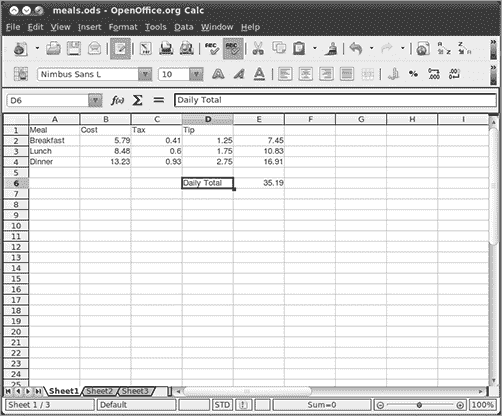 meals.ods - OpenOffice.org Calc
File Edit View Insert Format Tools Data Window Help
Nimbus Sans L 10
D6 Daily Total
A B C D E F G H I
1 Meal Cost Tax Tip
2 Breakfast 5.79 0.41 1.25 7.45
3 Lunch 8.48 0.6 1.75 10.83
4 Dinner 13.23 0.93 2.75 16.91
5
6 Daily Total 35.19
7
8
9
10
11
12
13
14
15
16
17
18
19
20
21
22
23
24
25
Sheet1 Sheet2 Sheet3
Sheet 1 / 3 Default STD Sum=0 100%